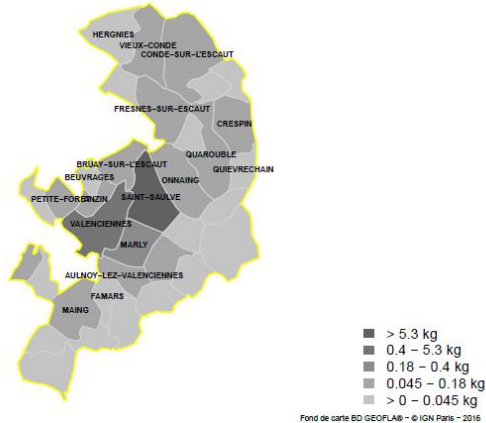 HERGNIES
VIEUX−CONDE
CONDE−SUR−L'ESCAUT
FRESNES−SUR−ESCAUT
CRESPIN
QUAROUBLE
BRUAY−SUR−L'ESCAUT
QUIEVRECHAIN
BEUVRAGES
ONNAING
PETITE−FOR
ANZIN
SAINT−SAULVE
VALENCIENNES
MARLY
AULNOY−LEZ−VALENCIENNES
FAMARS
MAING
> 5.3 kg
0.4 − 5.3 kg
0.18 − 0.4 kg
0.045 − 0.18 kg
> 0 − 0.045 kg
Fond de carte BD GEOFLA® − © IGN Paris − 2016